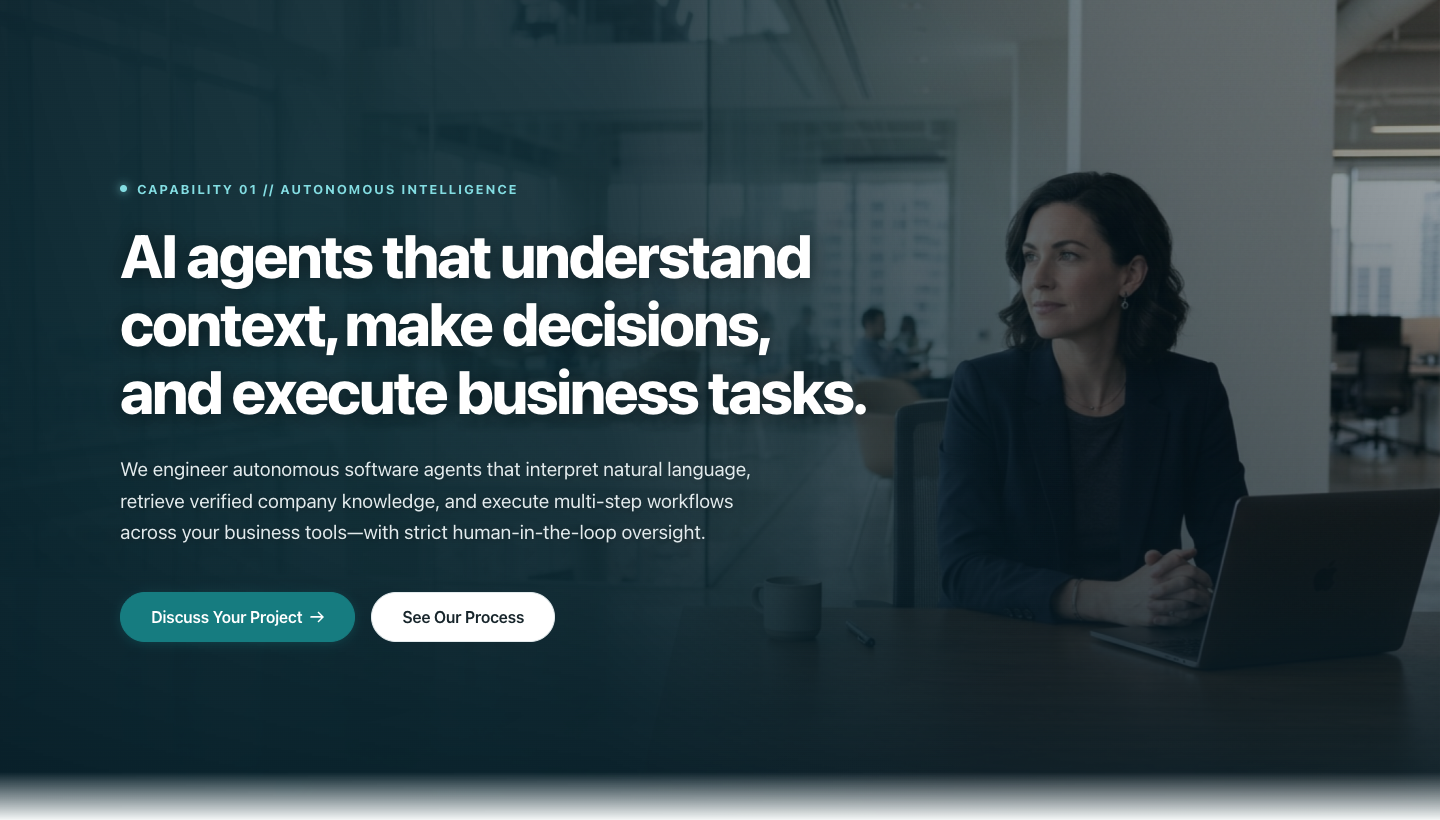 CAPABILITY 01 // AUTONOMOUS INTELLIGENCE
AI agents that understand
context, make decisions,
and execute business tasks.
We engineer autonomous software agents that interpret natural language,
retrieve verified company knowledge, and execute multi-step workflows
across your business tools—with strict human-in-the-loop oversight.
Discuss Your Project →
See Our Process